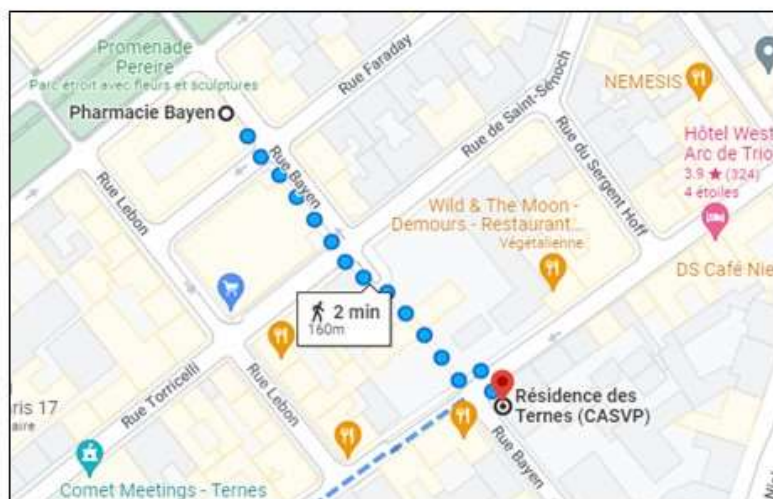 Promenade
Pereire
Parc étroit avec fleurs et sculptures
Pharmacie Bayen
Rue Faraday
NEMESIS
Rue de Saint-Sénoch
Rue du Sergent Hoff
Hôtel West
Arc de Trio
3.9 ★ (324)
4 étoiles
Rue Bayen
Rue Lebon
Wild & The Moon -
Demours - Restaurant...
Végétalienne
DS Café Nie
2 min
160m
Rue Torricelli
Rue Lebon
Résidence des
Ternes (CASVP)
ris 17
aire
Rue Bayen
Comet Meetings - Ternes